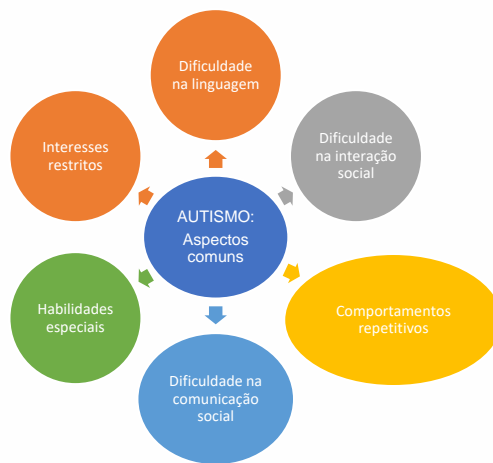 Dificuldade
na linguagem
Dificuldade
na interação
social
Comportamentos
repetitivos
Dificuldade na
comunicação
social
Habilidades
especiais
Interesses
restritos
AUTISMO:
Aspectos
comuns